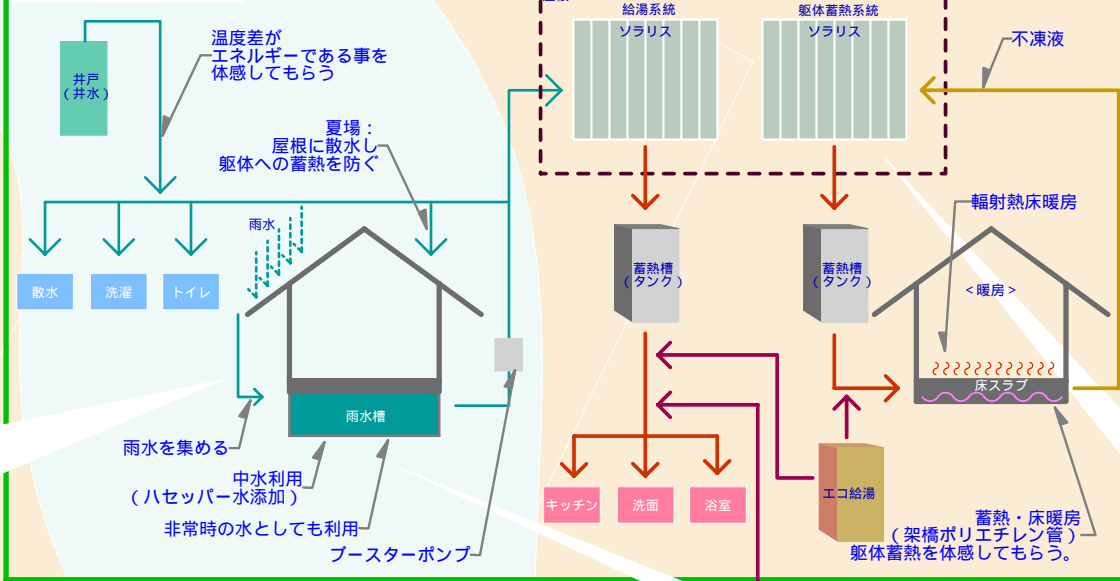 給湯系統
躯体蓄熱系統
ソラリス
ソラリス
不凍液
温度差が
エネルギーである事を
体感してもらう
井戸
(井水)
夏場：
屋根に散水し
躯体への蓄熱を防ぐ
輻射熱床暖房
雨水
蓄熱槽
(タンク)
蓄熱槽
(タンク)
<暖房>
散水
洗濯
トイレ
床スラブ
雨水槽
雨水を集める
中水利用
(ハセッパー水添加)
非常時の水としても利用
ブースターポンプ
キッチン
洗面
浴室
エコ給湯
蓄熱・床暖房
(架橋ポリエチレン管)
躯体蓄熱を体感してもらう。